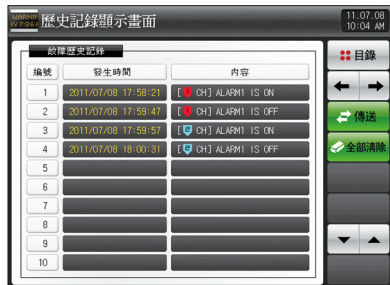 歷史記錄顯示畫面
11.07.08
10:04 AM
故障歷史記錄
編號 發生時間 內容
1 2011/07/08 17:58:21 [ CH] ALARM1 IS ON
2 2011/07/08 17:59:47 [ CH] ALARM1 IS OFF
3 2011/07/08 17:59:57 [ CH] ALARM1 IS ON
4 2011/07/08 18:00:31 [ CH] ALARM1 IS OFF
5
6
7
8
9
10
目錄
傳送
全部清除